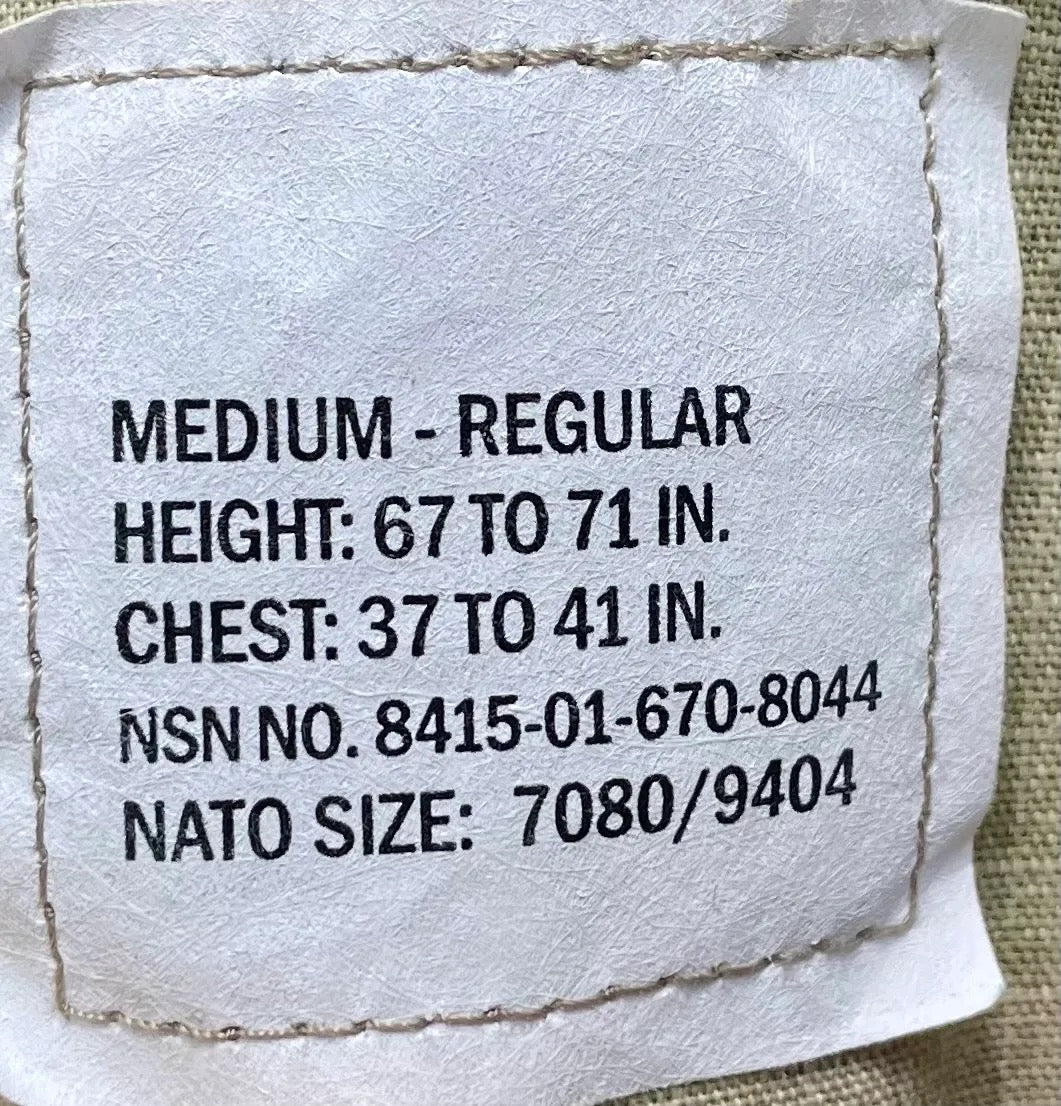 MEDIUM - REGULAR
HEIGHT: 67 TO 71 IN.
CHEST: 37 TO 41 IN.
NSN NO. 8415-01-670-8044
NATO SIZE: 7080/9404